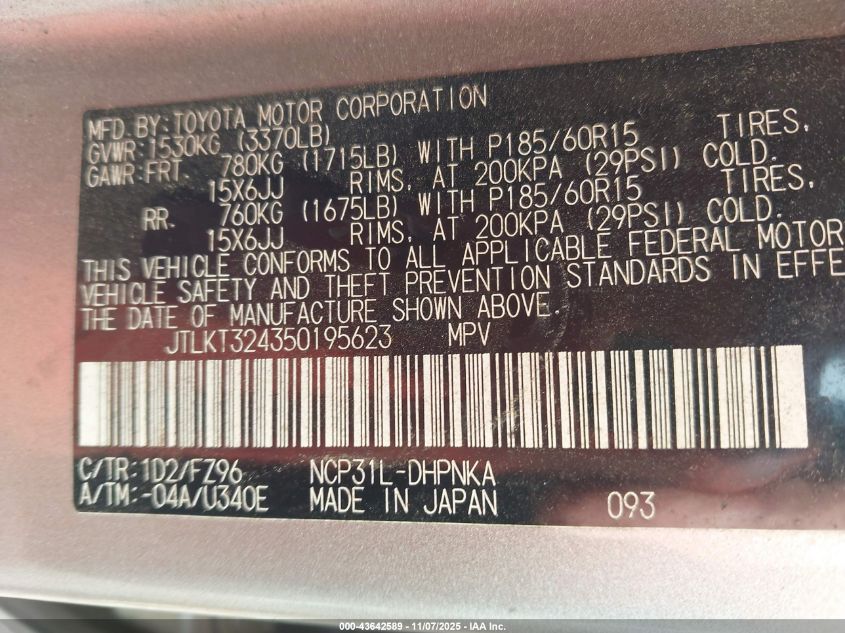 MFD.BY:TOYOTA MOTOR CORPORATION
GVWR:1530KG (3370LB)
GAWR:FRT. 780KG (1715LB) WITH P185/60R15 TIRES,
15X6JJ RIMS, AT 200KPA (29PSI) COLD.
RR. 760KG (1675LB) WITH P185/60R15 TIRES,
15X6JJ RIMS, AT 200KPA (29PSI) COLD.
THIS VEHICLE CONFORMS TO ALL APPLICABLE FEDERAL MOTOR
VEHICLE SAFETY AND THEFT PREVENTION STANDARDS IN EFFE
THE DATE OF MANUFACTURE SHOWN ABOVE.
JTLKT324350195623 MPV
C/TR:1D2/FZ96 NCP31L-DHPNKA
A/TM:-04A/U340E MADE IN JAPAN 093
000-43642589 - 11/07/2025 - IAA Inc.